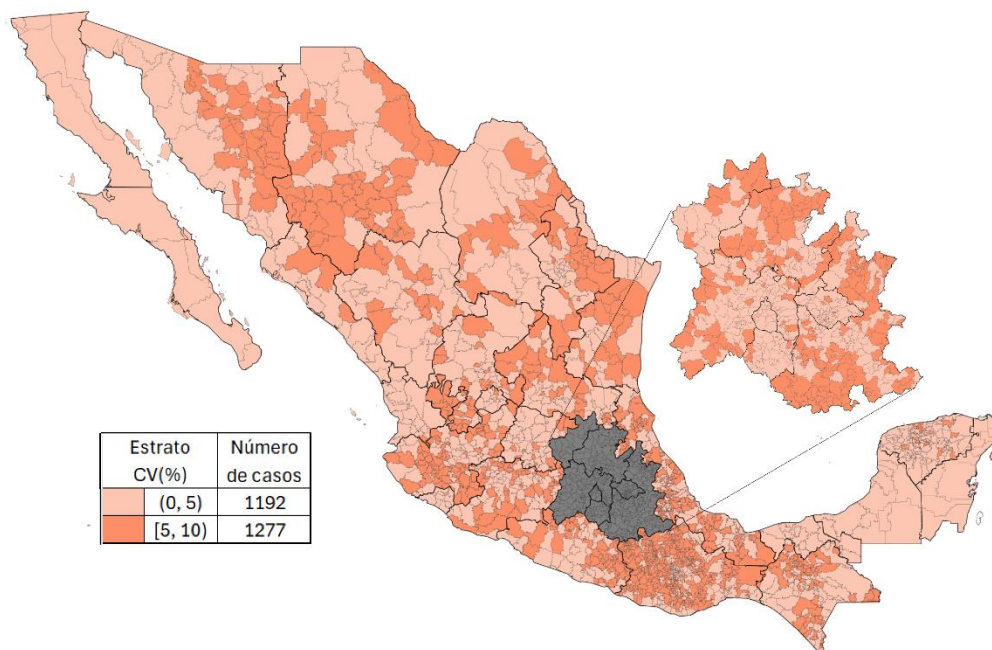 Estrato Número
CV(%) de casos
(0, 5) 1192
[5, 10) 1277